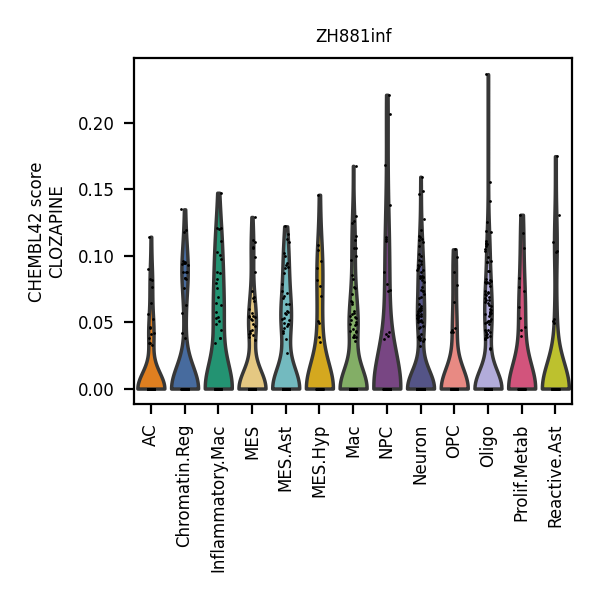 ZH881inf
CHEMBL42 score
CLOZAPINE
0.20
0.15
0.10
0.05
0.00
AC
Chromatin.Reg
Inflammatory.Mac
MES
MES.Ast
MES.Hyp
Mac
NPC
Neuron
OPC
Oligo
Prolif.Metab
Reactive.Ast